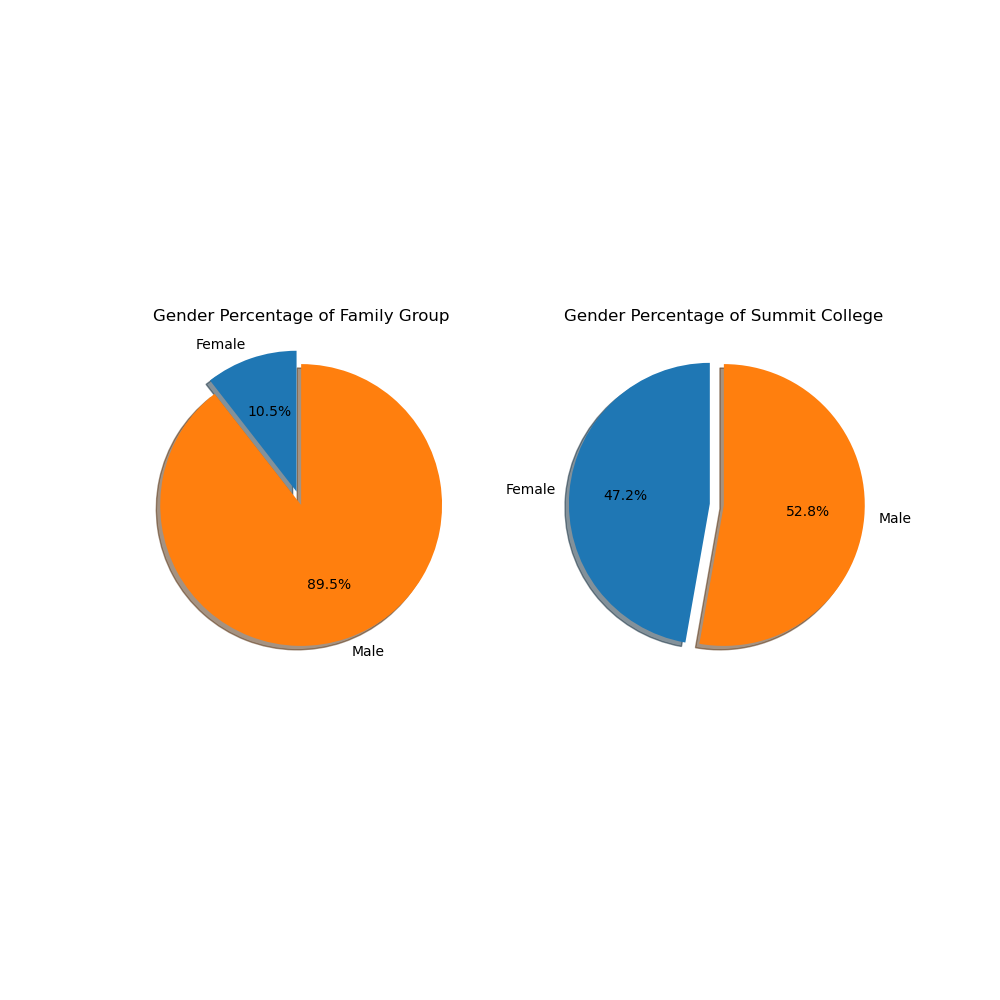 Gender Percentage of Family Group
Female
10.5%
89.5%
Male
Gender Percentage of Summit College
Female
47.2%
52.8%
Male